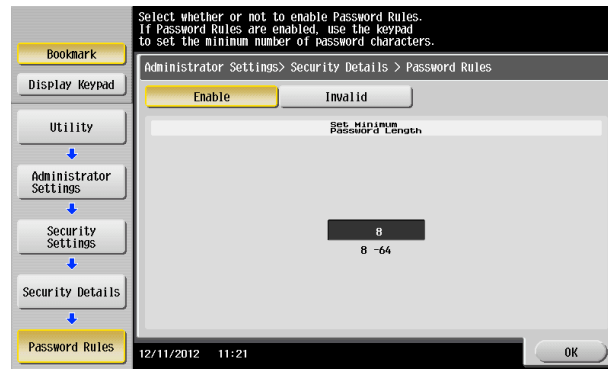 Select whether or not to enable Password Rules.
If Password Rules are enabled, use the keypad
to set the minimum number of password characters.
Bookmark
Display Keypad
Utility
Administrator
Settings
Security
Settings
Security Details
Password Rules
Administrator Settings> Security Details > Password Rules
Enable
Invalid
Set Minimum
Password Length
8
8 -64
12/11/2012 11:21
OK